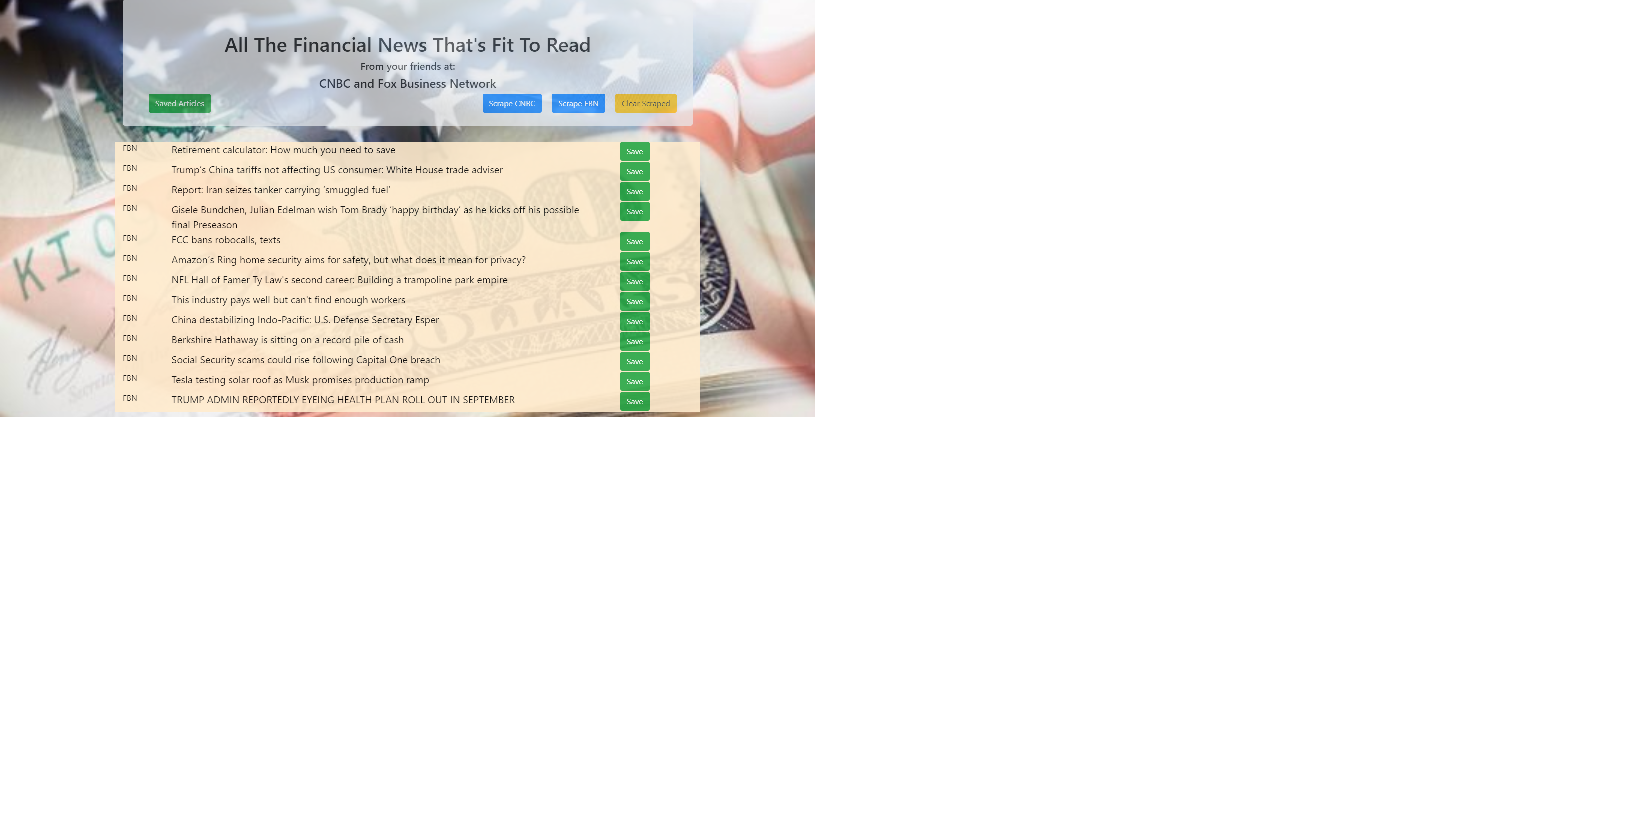 All The Financial News That's Fit To Read
From your friends at:
CNBC and Fox Business Network
Saved Articles Scrape CNBC Scrape FBN Clear Scraped
FBN Retirement calculator: How much you need to save Save
FBN Trump's China tariffs not affecting US consumer: White House trade adviser Save
FBN Report: Iran seizes tanker carrying 'smuggled fuel' Save
FBN Gisele Bundchen, Julian Edelman wish Tom Brady 'happy birthday' as he kicks off his possible Save
final Preseason
FBN FCC bans robocalls, texts Save
FBN Amazon's Ring home security aims for safety, but what does it mean for privacy? Save
FBN NFL Hall of Famer Ty Law's second career: Building a trampoline park empire Save
FBN This industry pays well but can't find enough workers Save
FBN China destabilizing Indo-Pacific: U.S. Defense Secretary Esper Save
FBN Berkshire Hathaway is sitting on a record pile of cash Save
FBN Social Security scams could rise following Capital One breach Save
FBN Tesla testing solar roof as Musk promises production ramp Save
FBN TRUMP ADMIN REPORTEDLY EYEING HEALTH PLAN ROLL OUT IN SEPTEMBER Save
KIO
100